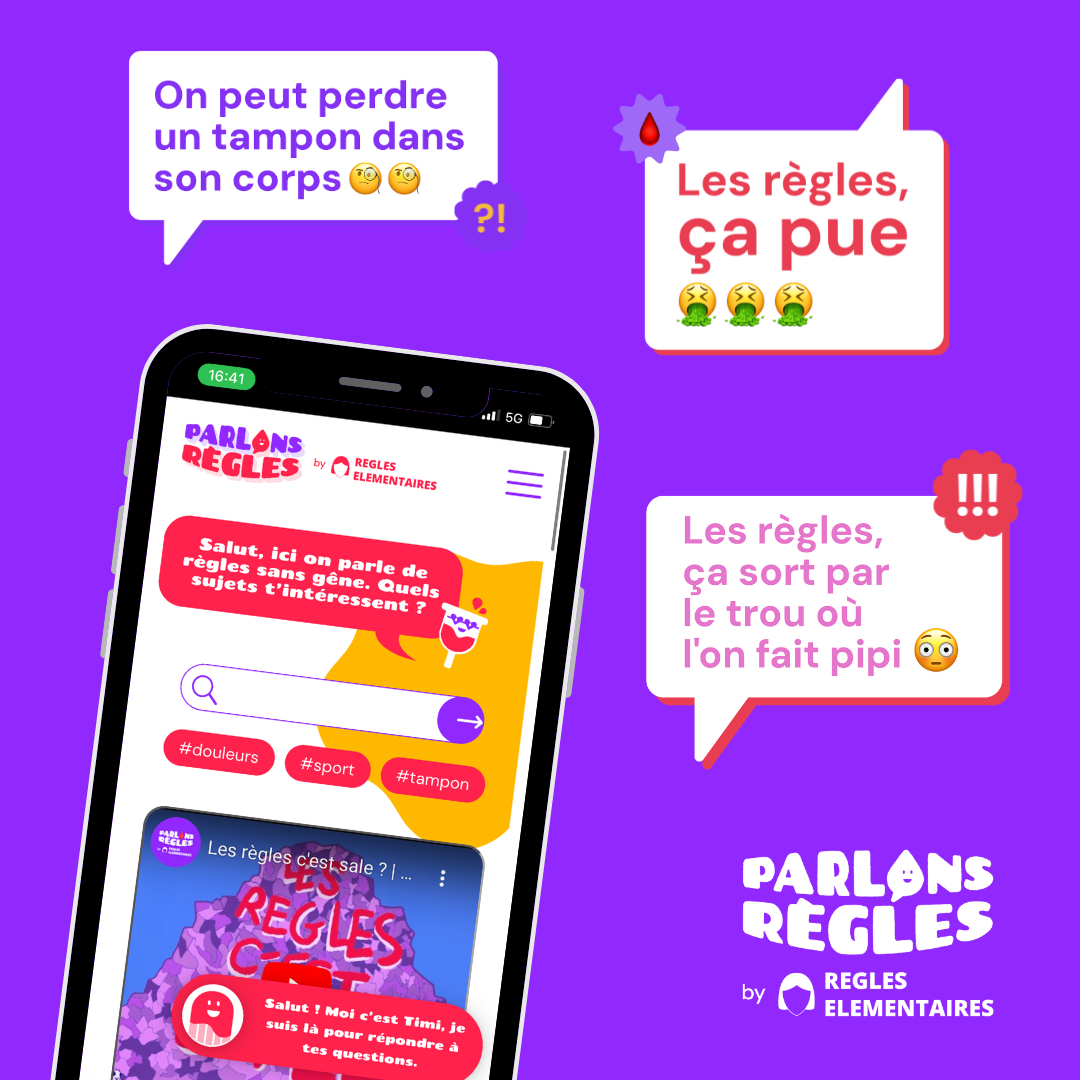 On peut perdre
un tampon dans
son corps 🧐 🧐
?!
Les règles,
ça pue
🤮 🤮 🤮
16:41
5G
PARLONS
RÈGLES
by REGLES
ELEMENTAIRES
Salut, ici on parle de
règles sans gêne. Quels
sujets t'intéressent ?
#douleurs #sport #tampon
!!!
Les règles,
ça sort par
le trou où
l'on fait pipi 😳
PARLONS
RÈGLES
Les règles c'est sale ? | ...
LES
REGLES
C'EST
Salut ! Moi c'est Timi, je
suis là pour répondre à
tes questions.
PARLONS
RÈGLES
by REGLES
ELEMENTAIRES